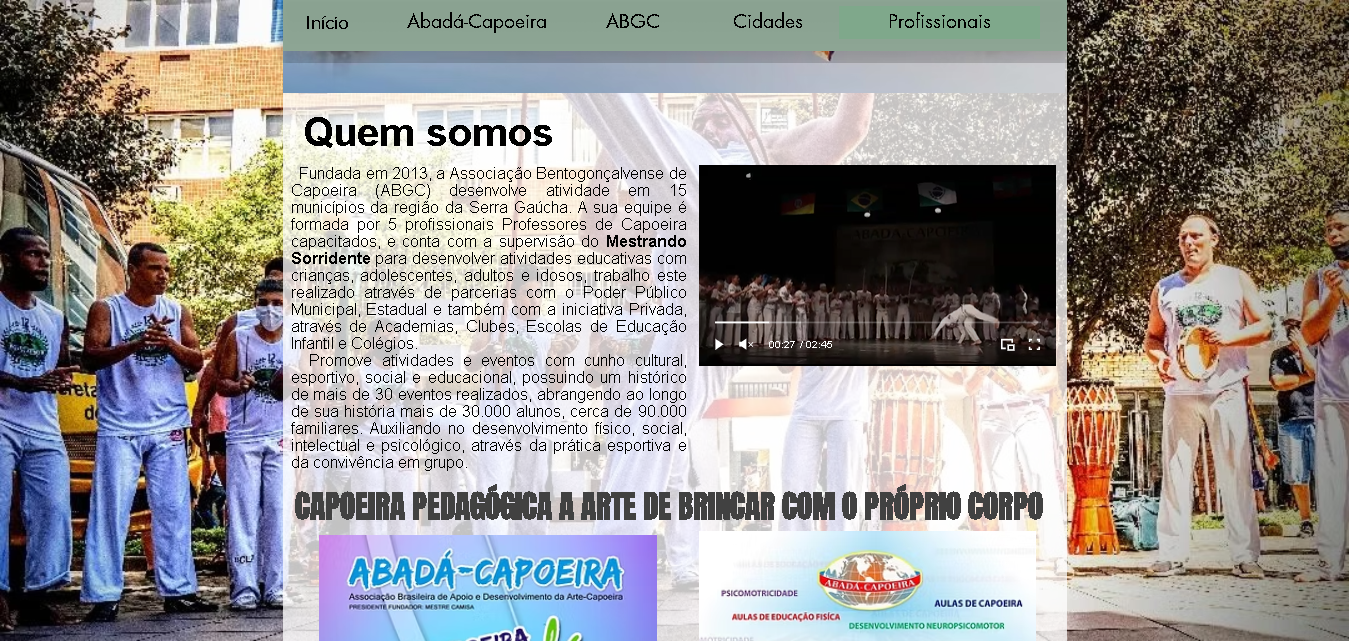 Início Abadá-Capoeira ABGC Cidades Profissionais
Quem somos
Fundada em 2013, a Associação Bentogonçalvense de
Capoeira (ABGC) desenvolve atividade em 15
municípios da região da Serra Gaúcha. A sua equipe é
formada por 5 profissionais Professores de Capoeira
capacitados, e conta com a supervisão do Mestrando
Sorridente para desenvolver atividades educativas com
crianças, adolescentes, adultos e idosos, trabalho este
realizado através de parcerias com o Poder Público
Municipal, Estadual e também com a iniciativa Privada,
através de Academias, Clubes, Escolas de Educação
Infantil e Colégios.
Promove atividades e eventos com cunho cultural,
esportivo, social e educacional, possuindo um histórico
de mais de 30 eventos realizados, abrangendo ao longo
de sua história mais de 30.000 alunos, cerca de 90.000
familiares. Auxiliando no desenvolvimento físico, social,
intelectual e psicológico, através da prática esportiva e
da convivência em grupo.
ABADÁ-CAPOEIRA
00:27 / 02:45
CAPOEIRA PEDAGÓGICA A ARTE DE BRINCAR COM O PRÓPRIO CORPO
ABADÁ-CAPOEIRA
Associação Brasileira de Apoio e Desenvolvimento da Arte-Capoeira
PRESIDENTE FUNDADOR: MESTRE CAMISA
ABADÁ-CAPOEIRA
PSICOMOTRICIDADE
AULAS DE CAPOEIRA
AULAS DE EDUCAÇÃO FISÍCA
DESENVOLVIMENTO NEUROPSICOMOTOR